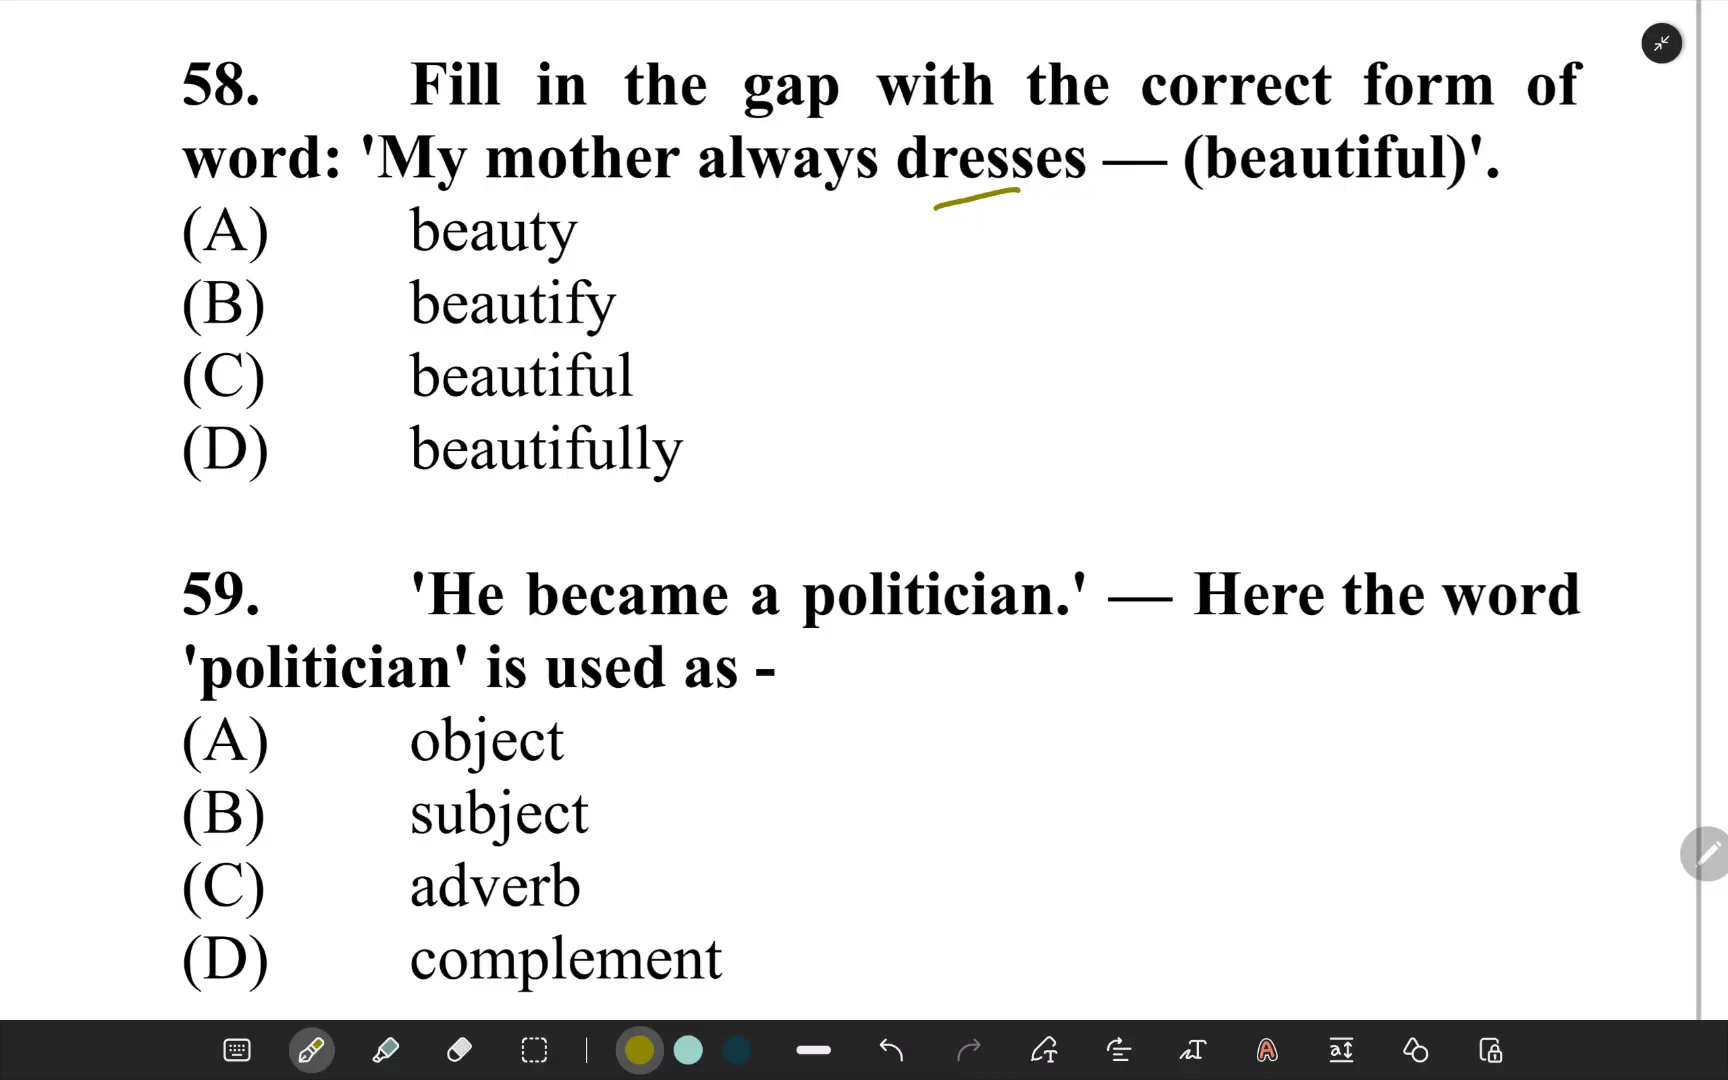 58. Fill in the gap with the correct form of
word: 'My mother always dresses — (beautiful)'.
(A) beauty
(B) beautify
(C) beautiful
(D) beautifully
59. 'He became a politician.' — Here the word
'politician' is used as -
(A) object
(B) subject
(C) adverb
(D) complement